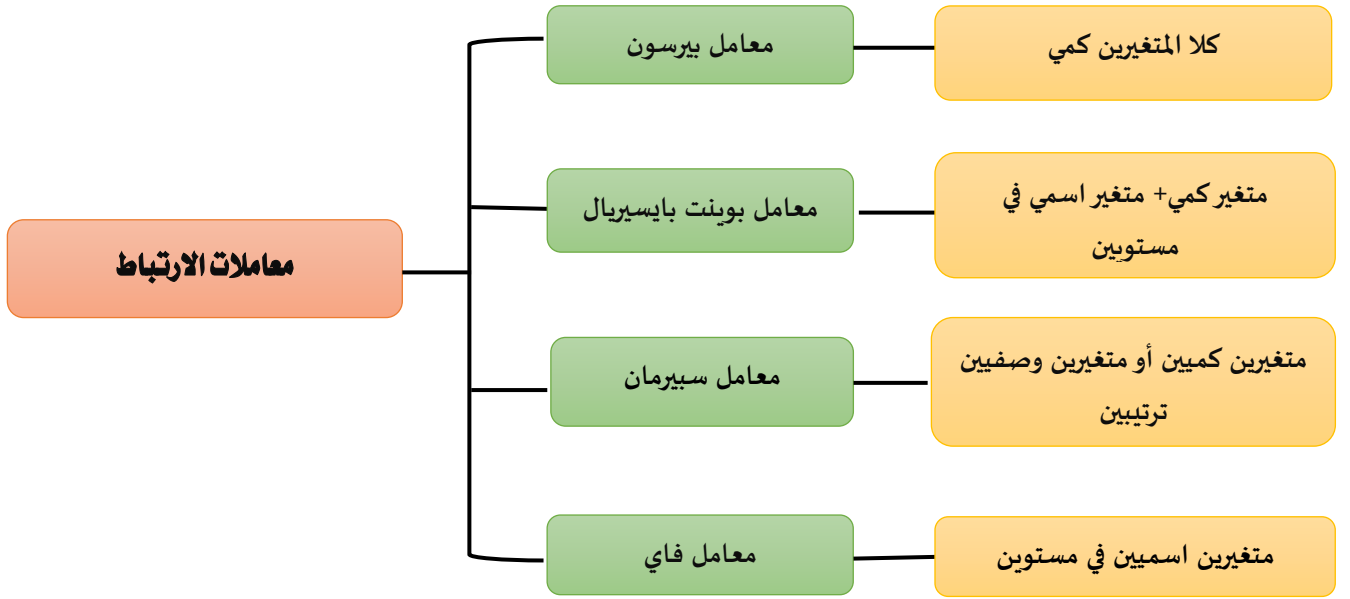 معاملات الارتباط
معامل بيرسون
كلا المتغيرين كمي
معامل بوينت بايسيريال
متغير كمي+ متغير اسمي في
مستويين
معامل سبيرمان
متغيرين كميين أو متغيرين وصفيين
ترتيبين
معامل فاي
متغيرين اسميين في مستوين